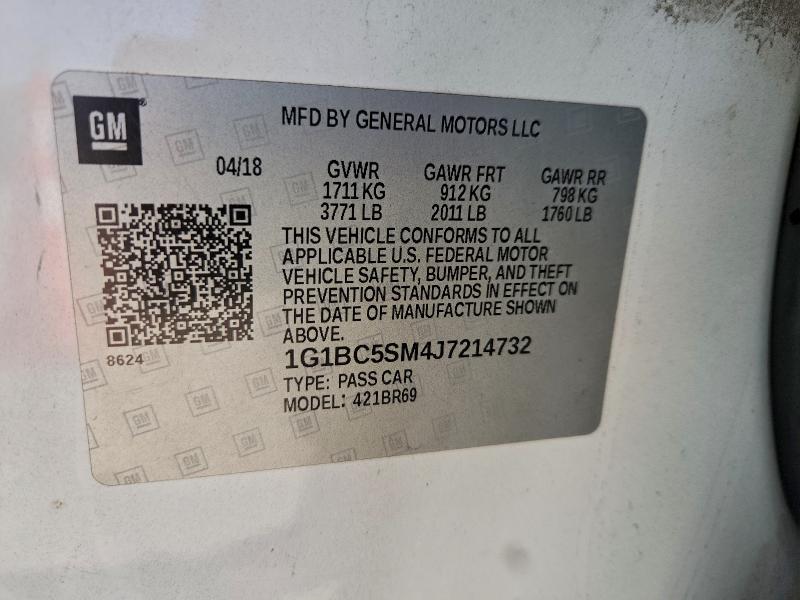 GM
MFD BY GENERAL MOTORS LLC
04/18 GVWR GAWR FRT GAWR RR
1711 KG 912 KG 798 KG
3771 LB 2011 LB 1760 LB
THIS VEHICLE CONFORMS TO ALL
APPLICABLE U.S. FEDERAL MOTOR
VEHICLE SAFETY, BUMPER, AND THEFT
PREVENTION STANDARDS IN EFFECT ON
THE DATE OF MANUFACTURE SHOWN
ABOVE.
8624
1G1BC5SM4J7214732
TYPE: PASS CAR
MODEL: 421BR69